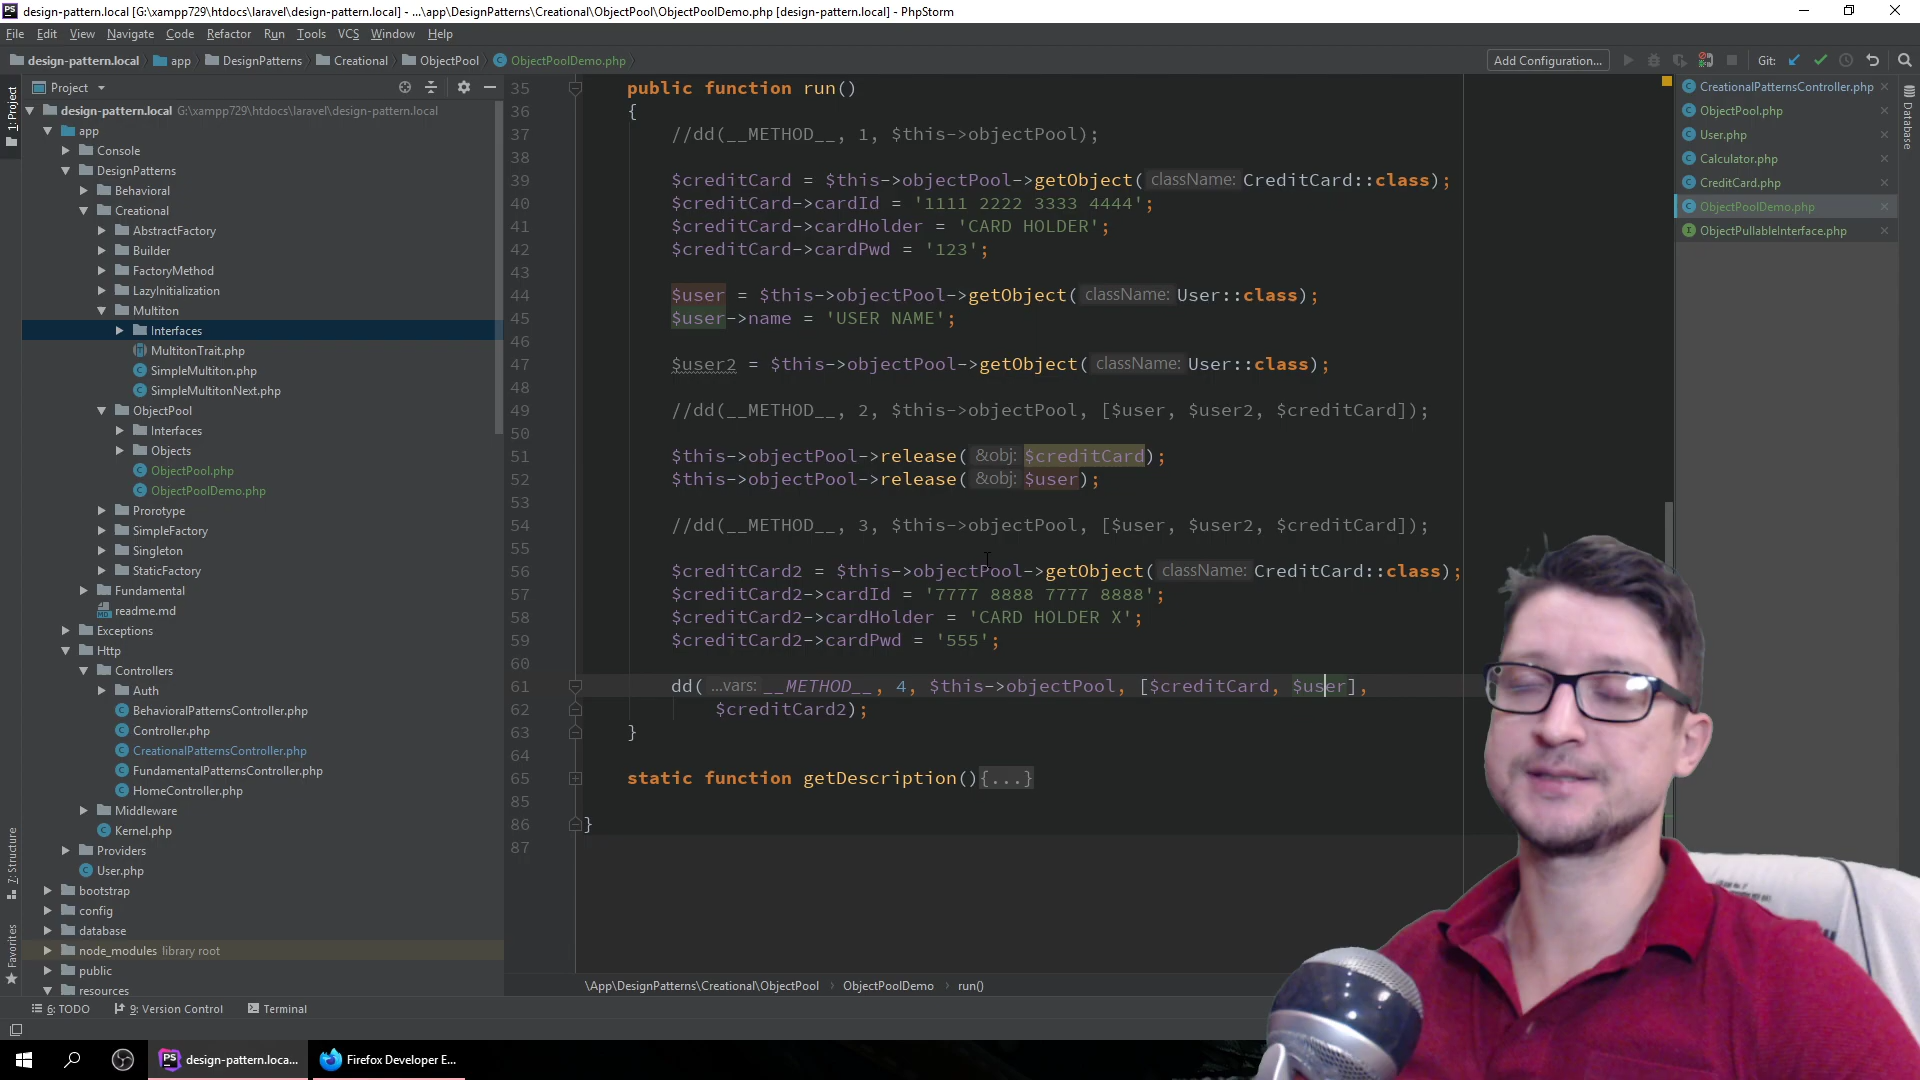 design-pattern.local [G:\xampp729\htdocs\laravel\design-pattern.local] - ...\app\DesignPatterns\Creational\ObjectPool\ObjectPoolDemo.php [design-pattern.local] - PhpStorm
File Edit View Navigate Code Refactor Run Tools VCS Window Help
design-pattern.local app DesignPatterns Creational ObjectPool ObjectPoolDemo.php Add Configuration... Git:
Project
1: Project
7: Structure
Favorites
design-pattern.local G:\xampp729\htdocs\laravel\design-pattern.local
app
Console
DesignPatterns
Behavioral
Creational
AbstractFactory
Builder
FactoryMethod
LazyInitialization
Multiton
Interfaces
MultitonTrait.php
SimpleMultiton.php
SimpleMultitonNext.php
ObjectPool
Interfaces
Objects
ObjectPool.php
ObjectPoolDemo.php
Prorotype
SimpleFactory
Singleton
StaticFactory
Fundamental
readme.md
Exceptions
Http
Controllers
Auth
BehavioralPatternsController.php
Controller.php
CreationalPatternsController.php
FundamentalPatternsController.php
HomeController.php
Middleware
Kernel.php
Providers
User.php
bootstrap
config
database
node_modules library root
public
resources
35 public function run()
36 {
37 //dd(__METHOD__, 1, $this->objectPool);
38
39 $creditCard = $this->objectPool->getObject( className: CreditCard::class);
40 $creditCard->cardId = '1111 2222 3333 4444';
41 $creditCard->cardHolder = 'CARD HOLDER';
42 $creditCard->cardPwd = '123';
43
44 $user = $this->objectPool->getObject( className: User::class);
45 $user->name = 'USER NAME';
46
47 $user2 = $this->objectPool->getObject( className: User::class);
48
49 //dd(__METHOD__, 2, $this->objectPool, [$user, $user2, $creditCard]);
50
51 $this->objectPool->release( &obj: $creditCard);
52 $this->objectPool->release( &obj: $user);
53
54 //dd(__METHOD__, 3, $this->objectPool, [$user, $user2, $creditCard]);
55
56 $creditCard2 = $this->objectPool->getObject( className: CreditCard::class);
57 $creditCard2->cardId = '7777 8888 7777 8888';
58 $creditCard2->cardHolder = 'CARD HOLDER X';
59 $creditCard2->cardPwd = '555';
60
61 dd( ...vars: __METHOD__, 4, $this->objectPool, [$creditCard, $user],
62 $creditCard2);
63 }
64
65 static function getDescription(){...}
85
86 }
87
\App\DesignPatterns\Creational\ObjectPool ObjectPoolDemo run()
CreationalPatternsController.php
ObjectPool.php
User.php
Calculator.php
CreditCard.php
ObjectPoolDemo.php
ObjectPullableInterface.php
Database
6: TODO 9: Version Control Terminal
design-pattern.loca... Firefox Developer E...